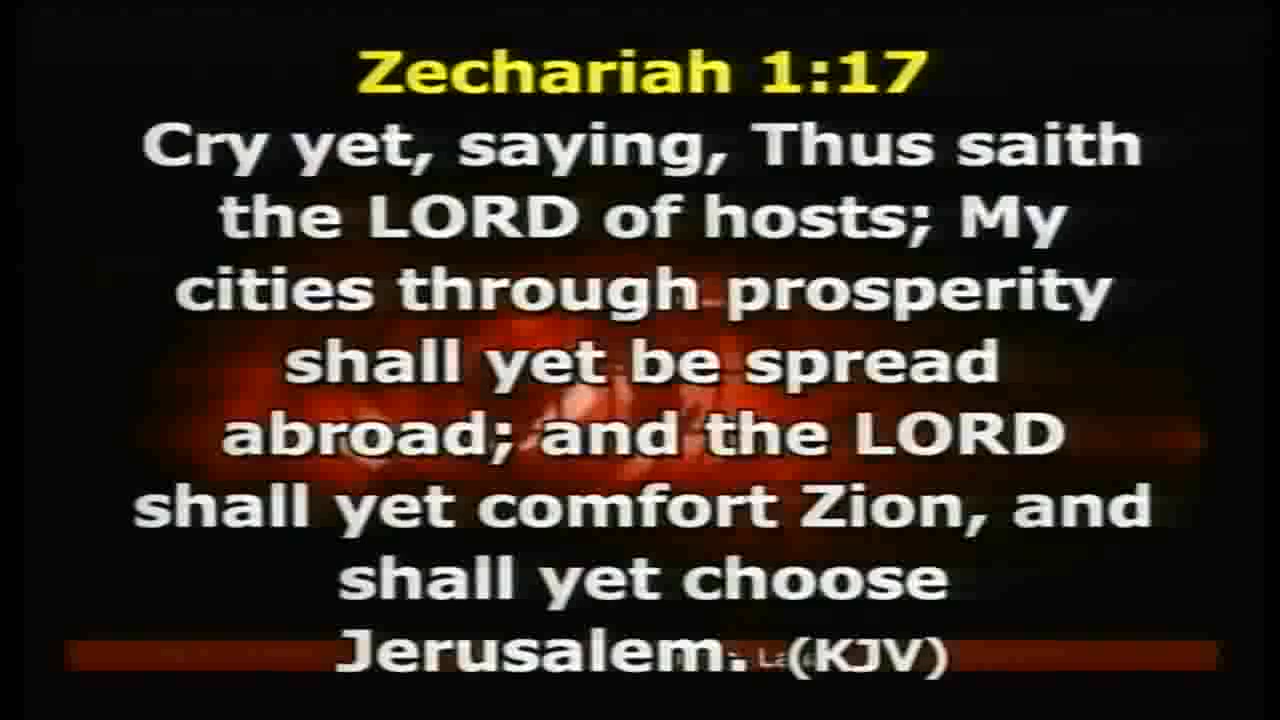 Zechariah 1:17
Cry yet, saying, Thus saith
the LORD of hosts; My
cities through prosperity
shall yet be spread
abroad; and the LORD
shall yet comfort Zion, and
shall yet choose
Jerusalem. (KJV)